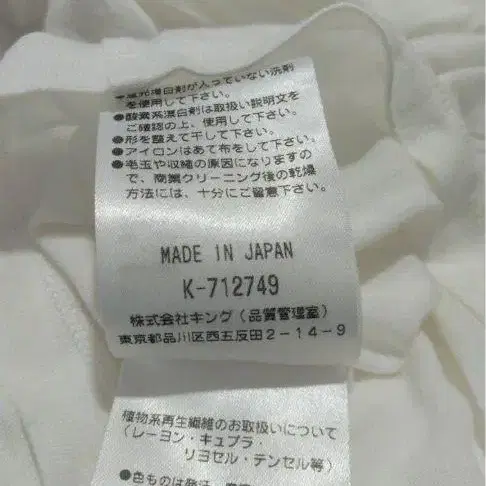 蛍光漂白剤が入っていない洗剤
を使用して下さい。
●酸素系漂白剤は取扱い説明文を
ご確認の上、使用して下さい。
●形を整えて干して下さい。
●アイロンはあて布をして下さい。
●毛玉や収縮の原因になりますの
で、商業クリーニング後の乾燥
方法には、十分にご留意下さい。
MADE IN JAPAN
K-712749
株式会社キング(品質管理室)
東京都品川区西五反田2-14-9
植物系再生繊維のお取扱いについて
(レーヨン・キュプラ・
リヨセル・テンセル等)
●色ものは